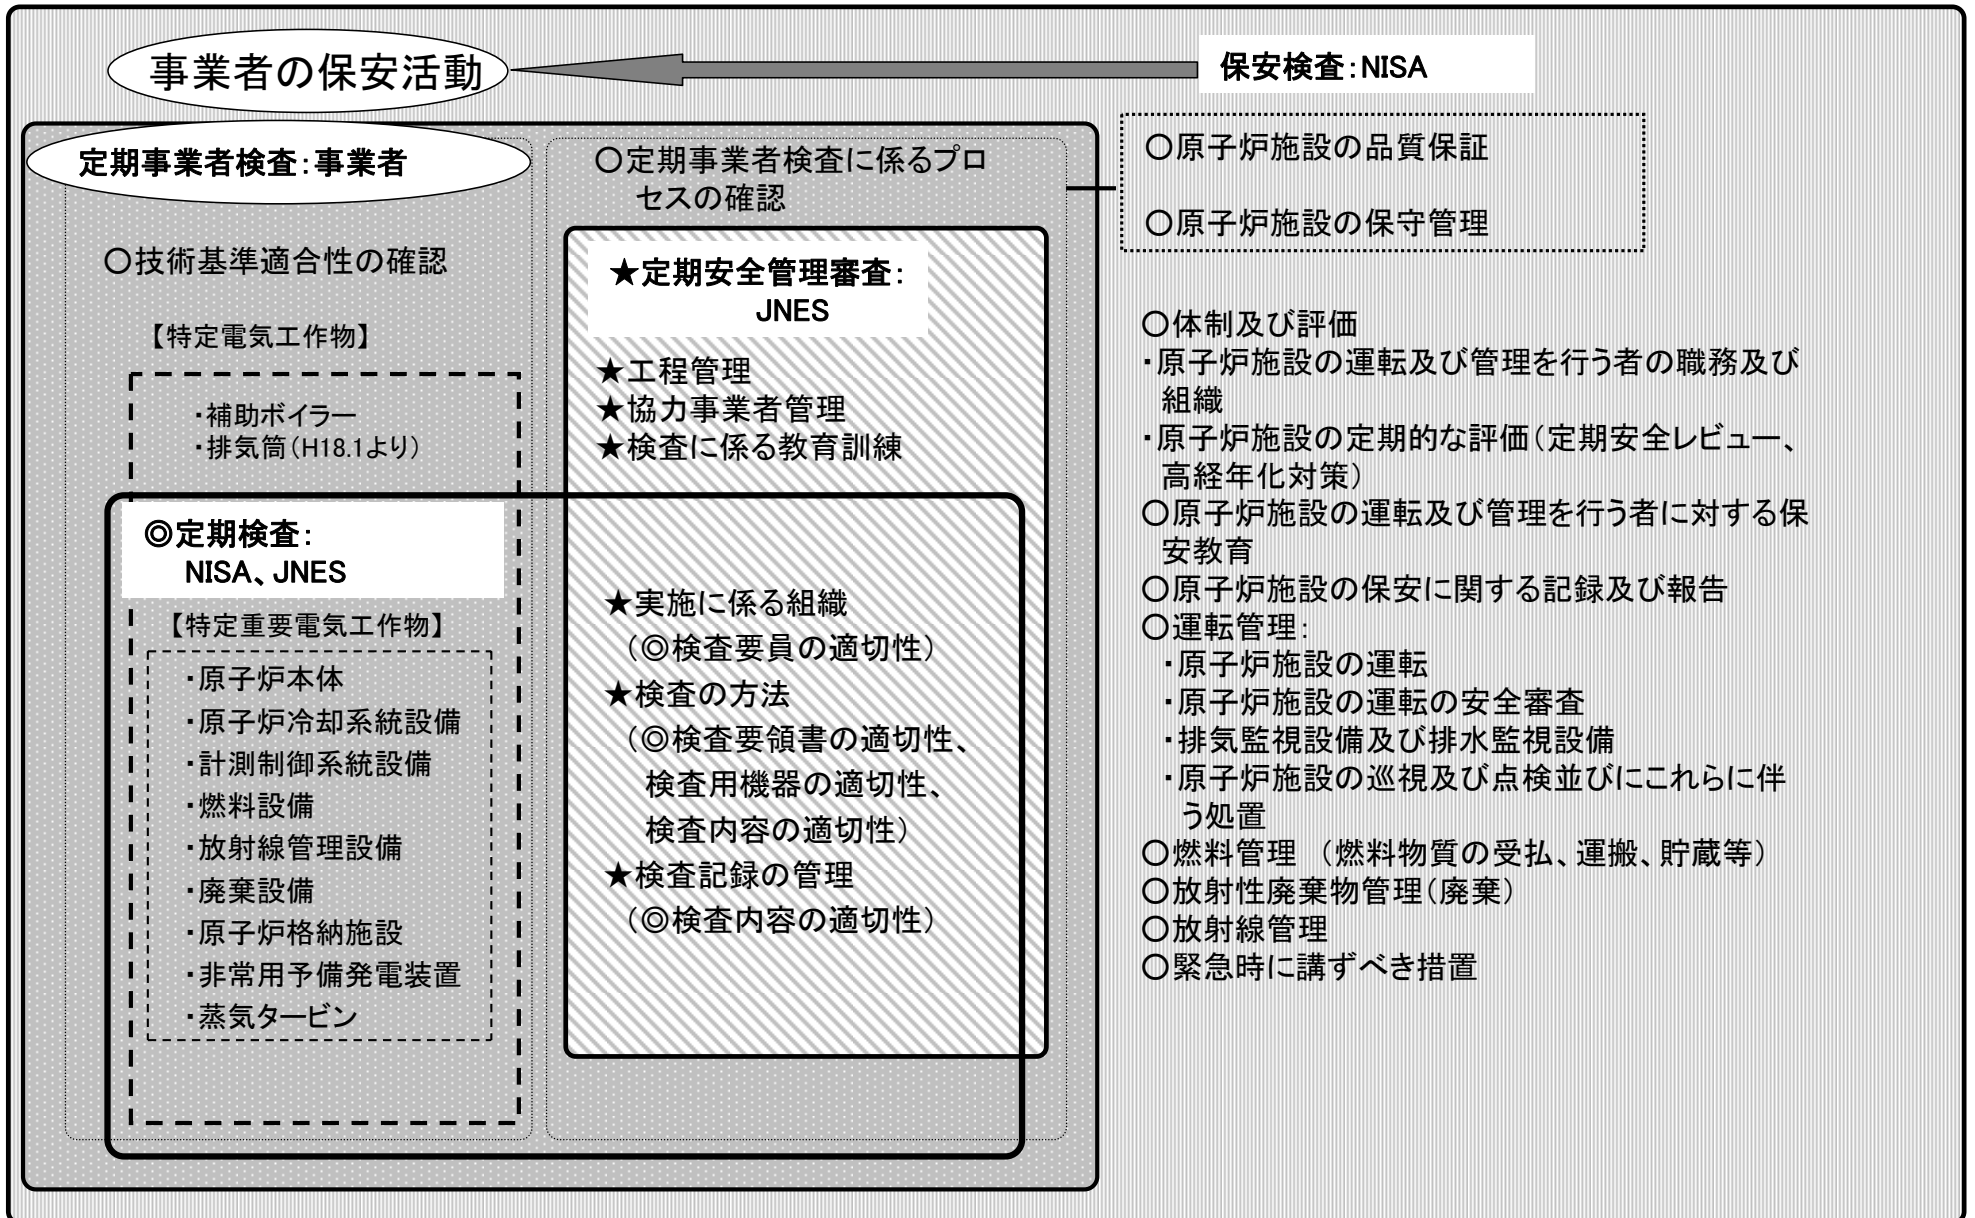 事業者の保安活動
保安検査：NISA
定期事業者検査：事業者
○技術基準適合性の確認
【特定電気工作物】
・補助ボイラー
・排気筒（H18.1より）
◎定期検査：
NISA、JNES
【特定重要電気工作物】
・原子炉本体
・原子炉冷却系統設備
・計測制御系統設備
・燃料設備
・放射線管理設備
・廃棄設備
・原子炉格納施設
・非常用予備発電装置
・蒸気タービン
○定期事業者検査に係るプロ
セスの確認
★定期安全管理審査：
JNES
★工程管理
★協力事業者管理
★検査に係る教育訓練
★実施に係る組織
（◎検査要員の適切性）
★検査の方法
（◎検査要領書の適切性、
検査用機器の適切性、
検査内容の適切性）
★検査記録の管理
（◎検査内容の適切性）
○原子炉施設の品質保証
○原子炉施設の保守管理
○体制及び評価
・原子炉施設の運転及び管理を行う者の職務及び
組織
・原子炉施設の定期的な評価（定期安全レビュー、
高経年化対策）
○原子炉施設の運転及び管理を行う者に対する保
安教育
○原子炉施設の保安に関する記録及び報告
○運転管理：
・原子炉施設の運転
・原子炉施設の運転の安全審査
・排気監視設備及び排水監視設備
・原子炉施設の巡視及び点検並びにこれらに伴
う処置
○燃料管理　（燃料物質の受払、運搬、貯蔵等）
○放射性廃棄物管理（廃棄）
○放射線管理
○緊急時に講ずべき措置